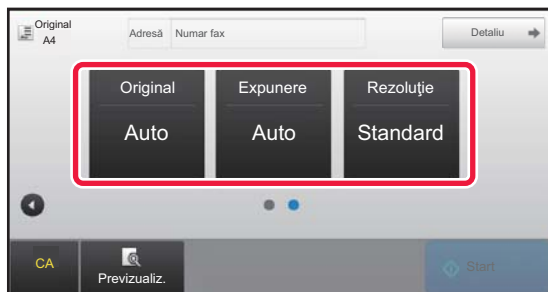 Original
A4
Adresă Numar fax
Detaliu
Original Expunere Rezoluţie
Auto Auto Standard
CA
Previzualiz.
Start